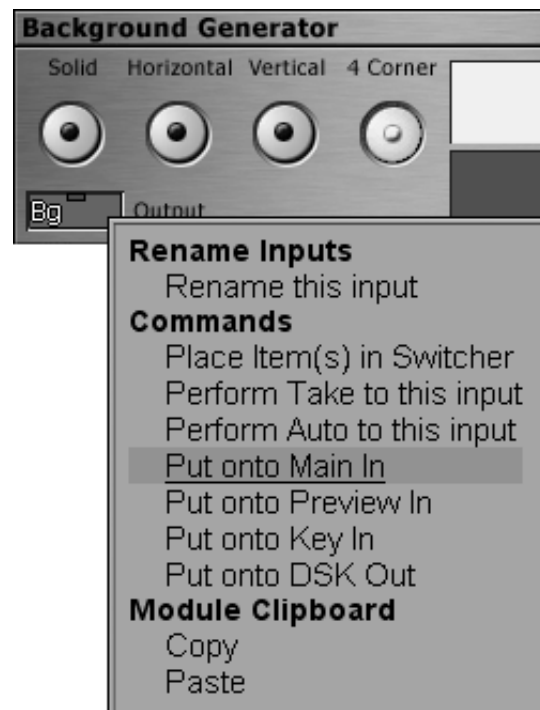 Background Generator
Solid Horizontal Vertical 4 Corner
Bg Output
Rename Inputs
Rename this input
Commands
Place Item(s) in Switcher
Perform Take to this input
Perform Auto to this input
Put onto Main In
Put onto Preview In
Put onto Key In
Put onto DSK Out
Module Clipboard
Copy
Paste